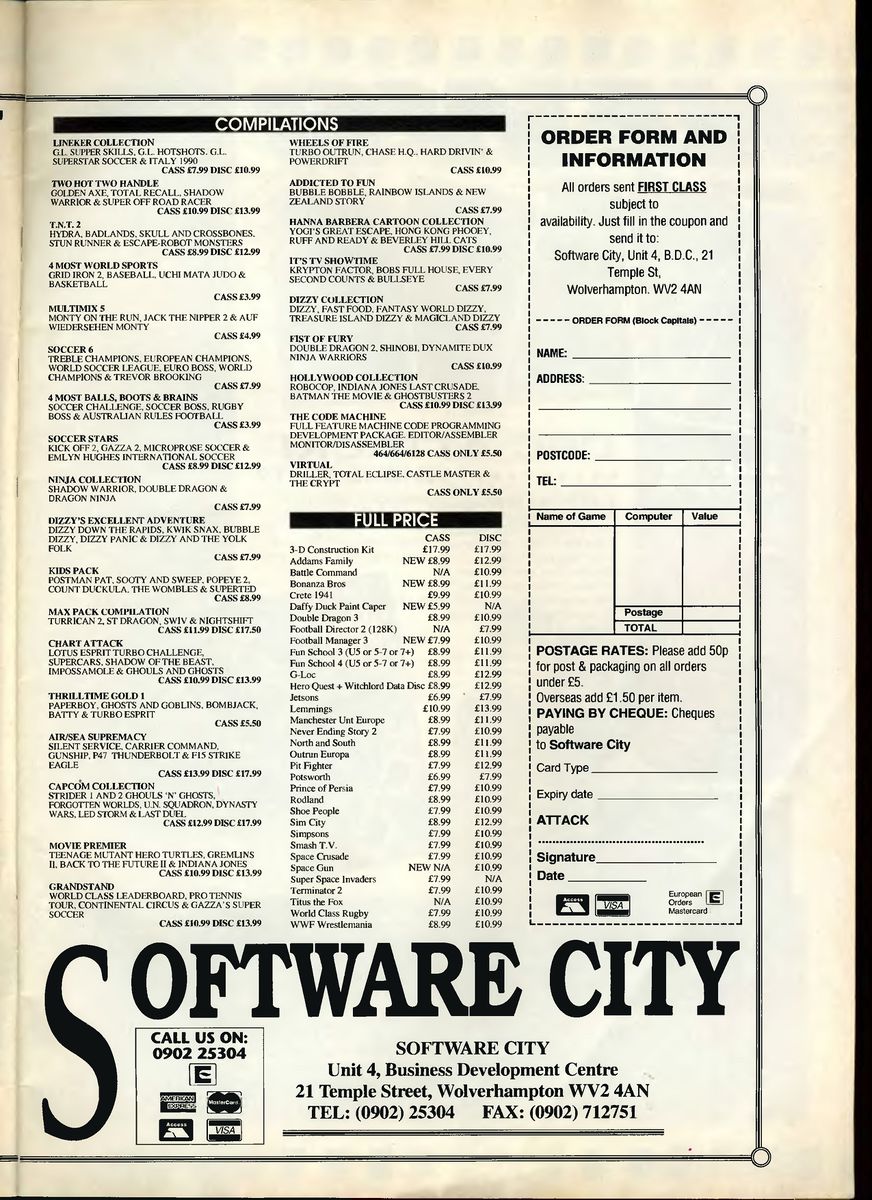 COMPILATIONS
LINEKER COLLECTION
G.L. SUPER SKILLS, G.L. HOTSHOTS. G.L.
SUPERSTAR SOCCER & ITALY 1990
CASS £7.99 DISC £10.99
TWO HOT TWO HANDLE
GOLDEN AXE, TOTAL RECALL, SHADOW
WARRIOR & SUPER OFF ROAD RACER
CASS £10.99 DISC £13.99
T.N.T. 2
HYDRA, BADLANDS, SKULL AND CROSSBONES.
STUN RUNNER & ESCAPE-ROBOT MONSTERS
CASS £8.99 DISC £12.99
4 MOST WORLD SPORTS
GRID IRON 2, BASEBALL, UCHI MATA JUDO &
BASKETBALL
CASS £3.99
MULTIMIX 5
MONTY ON THE RUN, JACK THE NIPPER 2 & AUF
WIEDERSEHEN MONTY
CASS £4.99
SOCCER 6
TREBLE CHAMPIONS, EUROPEAN CHAMPIONS,
WORLD SOCCER LEAGUE, EURO BOSS, WORLD
CHAMPIONS & TREVOR BROOKING
CASS £7.99
4 MOST BALLS, BOOTS & BRAINS
SOCCER CHALLENGE, SOCCER BOSS, RUGBY
BOSS & AUSTRALIAN RULES FOOTBALL
CASS £3.99
SOCCER STARS
KICK OFF 2, GAZZA 2, MICROPROSE SOCCER &
EMLYN HUGHES INTERNATIONAL SOCCER
CASS £8.99 DISC £12.99
NINJA COLLECTION
SHADOW WARRIOR, DOUBLE DRAGON &
DRAGON NINJA
CASS £7.99
DIZZY'S EXCELLENT ADVENTURE
DIZZY DOWN THE RAPIDS, KWIK SNAX, BUBBLE
DIZZY, DIZZY PANIC & DIZZY AND THE YOLK
FOLK
CASS £7.99
KIDS PACK
POSTMAN PAT, SOOTY AND SWEEP, POPEYE 2,
COUNT DUCKULA, THE WOMBLES & SUPERTED
CASS £8.99
MAX PACK COMPILATION
TURRICAN 2, ST DRAGON, SWIV & NIGHTSHIFT
CASS £11.99 DISC £17.50
CHART ATTACK
LOTUS ESPRIT TURBO CHALLENGE,
SUPERCARS, SHADOW OF THE BEAST,
IMPOSSAMOLE & GHOULS AND GHOSTS
CASS £10.99 DISC £13.99
THRILLTIME GOLD 1
PAPERBOY, GHOSTS AND GOBLINS, BOMBJACK,
BATTY & TURBO ESPRIT
CASS £5.50
AIR/SEA SUPREMACY
SILENT SERVICE, CARRIER COMMAND,
GUNSHIP, P47 THUNDERBOLT & F15 STRIKE
EAGLE
CASS £13.99 DISC £17.99
CAPCOM COLLECTION
STRIDER 1 AND 2 GHOULS 'N' GHOSTS,
FORGOTTEN WORLDS, U.N. SQUADRON, DYNASTY
WARS, LED STORM & LAST DUEL
CASS £12.99 DISC £17.99
MOVIE PREMIER
TEENAGE MUTANT HERO TURTLES, GREMLINS
II, BACK TO THE FUTURE II & INDIANA JONES
CASS £10.99 DISC £13.99
GRANDSTAND
WORLD CLASS LEADERBOARD, PRO TENNIS
TOUR, CONTINENTAL CIRCUS & GAZZA'S SUPER
SOCCER
CASS £10.99 DISC £13.99
WHEELS OF FIRE
TURBO OUTRUN, CHASE H.Q.. HARD DRIVIN' &
POWERDRIFT
CASS £10.99
ADDICTED TO FUN
BUBBLE BOBBLE, RAINBOW ISLANDS & NEW
ZEALAND STORY
CASS £7.99
HANNA BARBERA CARTOON COLLECTION
YOGI'S GREAT ESCAPE, HONG KONG PHOOEY,
RUFF AND READY & BEVERLEY HILL CATS
CASS £7.99 DISC £10.99
IT'S TV SHOWTIME
KRYPTON FACTOR, BOBS FULL HOUSE, EVERY
SECOND COUNTS & BULLSEYE
CASS £7.99
DIZZY COLLECTION
DIZZY, FAST FOOD, FANTASY WORLD DIZZY,
TREASURE ISLAND DIZZY & MAGICLAND DIZZY
CASS £7.99
FIST OF FURY
DOUBLE DRAGON 2, SHINOBI, DYNAMITE DUX
NINJA WARRIORS
CASS £10.99
HOLLYWOOD COLLECTION
ROBOCOP, INDIANA JONES LAST CRUSADE,
BATMAN THE MOVIE & GHOSTBUSTERS 2
CASS £10.99 DISC £13.99
THE CODE MACHINE
FULL FEATURE MACHINE CODE PROGRAMMING
DEVELOPMENT PACKAGE. EDITOR/ASSEMBLER
MONITOR/DISASSEMBLER
464/664/6128 CASS ONLY £5.50
VIRTUAL
DRILLER, TOTAL ECLIPSE, CASTLE MASTER &
THE CRYPT
CASS ONLY £5.50
FULL PRICE
CASS DISC
3-D Construction Kit £17.99 £17.99
Addams Family NEW £8.99 £12.99
Battle Command N/A £10.99
Bonanza Bros NEW £8.99 £11.99
Crete 1941 £9.99 £10.99
Daffy Duck Paint Caper NEW £5.99 N/A
Double Dragon 3 £8.99 £10.99
Football Director 2 (128K) N/A £7.99
Football Manager 3 NEW £7.99 £10.99
Fun School 3 (U5 or 5-7 or 7+) £8.99 £11.99
Fun School 4 (U5 or 5-7 or 7+) £8.99 £11.99
G-Loc £8.99 £12.99
Hero Quest + Witchlord Data Disc £8.99 £12.99
Jetsons £6.99 £7.99
Lemmings £10.99 £13.99
Manchester Unt Europe £8.99 £11.99
Never Ending Story 2 £7.99 £10.99
North and South £8.99 £11.99
Outrun Europa £8.99 £11.99
Pit Fighter £7.99 £12.99
Potsworth £6.99 £7.99
Prince of Persia £7.99 £10.99
Rodland £8.99 £10.99
Shoe People £7.99 £10.99
Sim City £8.99 £12.99
Simpsons £7.99 £10.99
Smash T.V. £7.99 £10.99
Space Crusade £7.99 £10.99
Space Gun NEW N/A £10.99
Super Space Invaders £7.99 N/A
Terminator 2 £7.99 £10.99
Titus the Fox N/A £10.99
World Class Rugby £7.99 £10.99
WWF Wrestlemania £8.99 £10.99
ORDER FORM AND
INFORMATION
All orders sent FIRST CLASS
subject to
availability. Just fill in the coupon and
send it to:
Software City, Unit 4, B.D.C., 21
Temple St,
Wolverhampton. WV2 4AN
ORDER FORM (Block Capitals)
NAME:
ADDRESS:
POSTCODE:
TEL:
Name of Game Computer Value
Postage
TOTAL
POSTAGE RATES: Please add 50p
for post & packaging on all orders
under £5.
Overseas add £1.50 per item.
PAYING BY CHEQUE: Cheques
payable
to Software City
Card Type
Expiry date
ATTACK
Signature
Date
Access VISA
European
Orders
Mastercard
SOFTWARE CITY
CALL US ON:
0902 25304
AMERICAN EXPRESS MasterCard
Access VISA
SOFTWARE CITY
Unit 4, Business Development Centre
21 Temple Street, Wolverhampton WV2 4AN
TEL: (0902) 25304 FAX: (0902) 712751